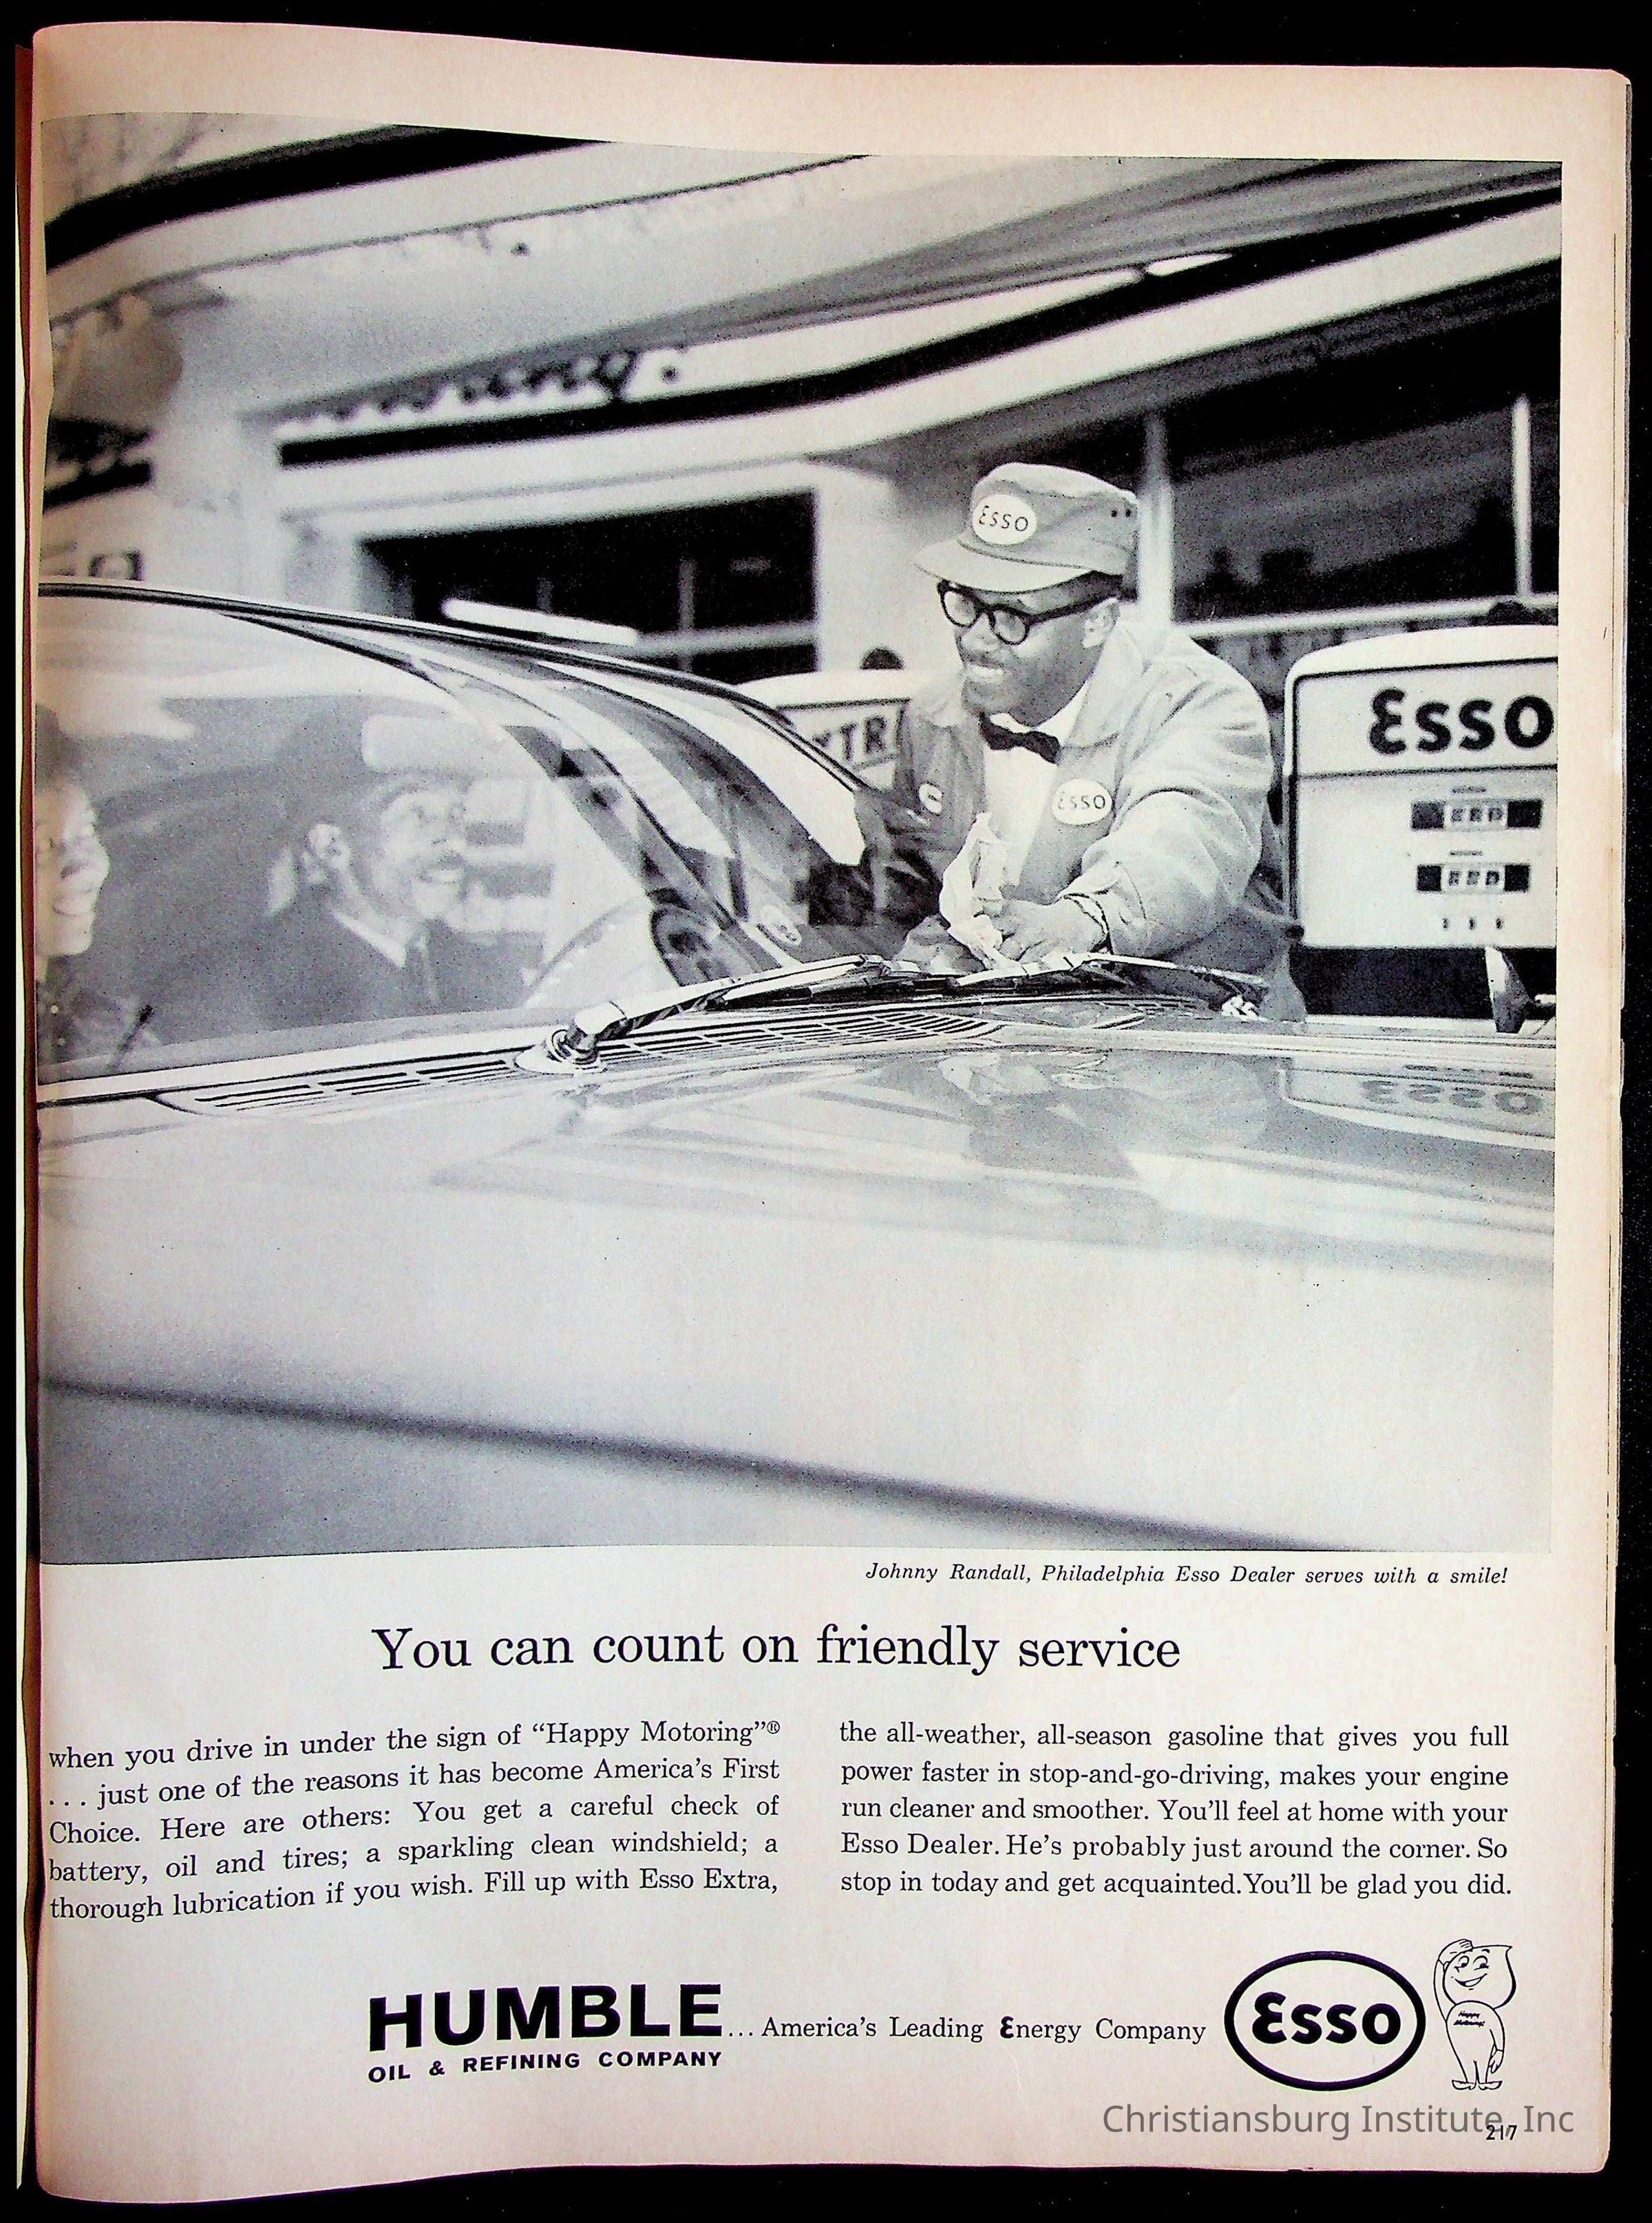 ESSO
XTRA
Esso
ESSO
Johnny Randall, Philadelphia Esso Dealer serves with a smile!
You can count on friendly service
when you drive in under the sign of “Happy Motoring”®
... just one of the reasons it has become America’s First
Choice. Here are others: You get a careful check of
battery, oil and tires; a sparkling clean windshield; a
thorough lubrication if you wish. Fill up with Esso Extra,
the all-weather, all-season gasoline that gives you full
power faster in stop-and-go-driving, makes your engine
run cleaner and smoother. You’ll feel at home with your
Esso Dealer. He’s probably just around the corner. So
stop in today and get acquainted. You’ll be glad you did.
HUMBLE
OIL & REFINING COMPANY
... America’s Leading Energy Company
Esso
Happy
Motoring!
Christiansburg Institute, Inc
217